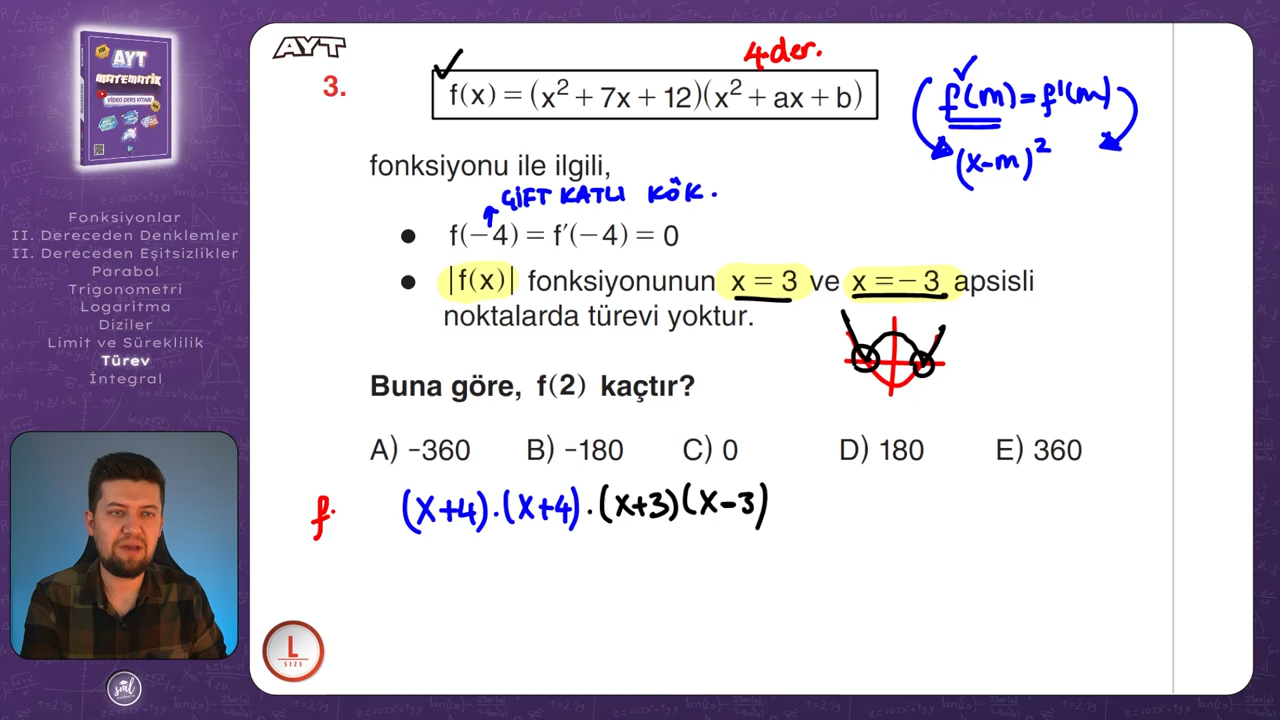 AYT
MATEMATİK
VİDEO DERS KİTABI
Fonksiyonlar
II. Dereceden Denklemler
II. Dereceden Eşitsizlikler
Parabol
Trigonometri
Logaritma
Diziler
Limit ve Süreklilik
Türev
İntegral
sml
AYT
4.der.
3. f(x) = (x² + 7x + 12)(x² + ax + b)
f(m) = f'(m)
(x-m)²
fonksiyonu ile ilgili,
ÇİFT KATLI KÖK.
● f(−4) = f′(−4) = 0
● |f(x)| fonksiyonunun x = 3 ve x = − 3 apsisli
noktalarda türevi yoktur.
Buna göre, f(2) kaçtır?
A) −360 B) −180 C) 0 D) 180 E) 360
f. (x+4).(x+4).(x+3)(x-3)
L
SIZE